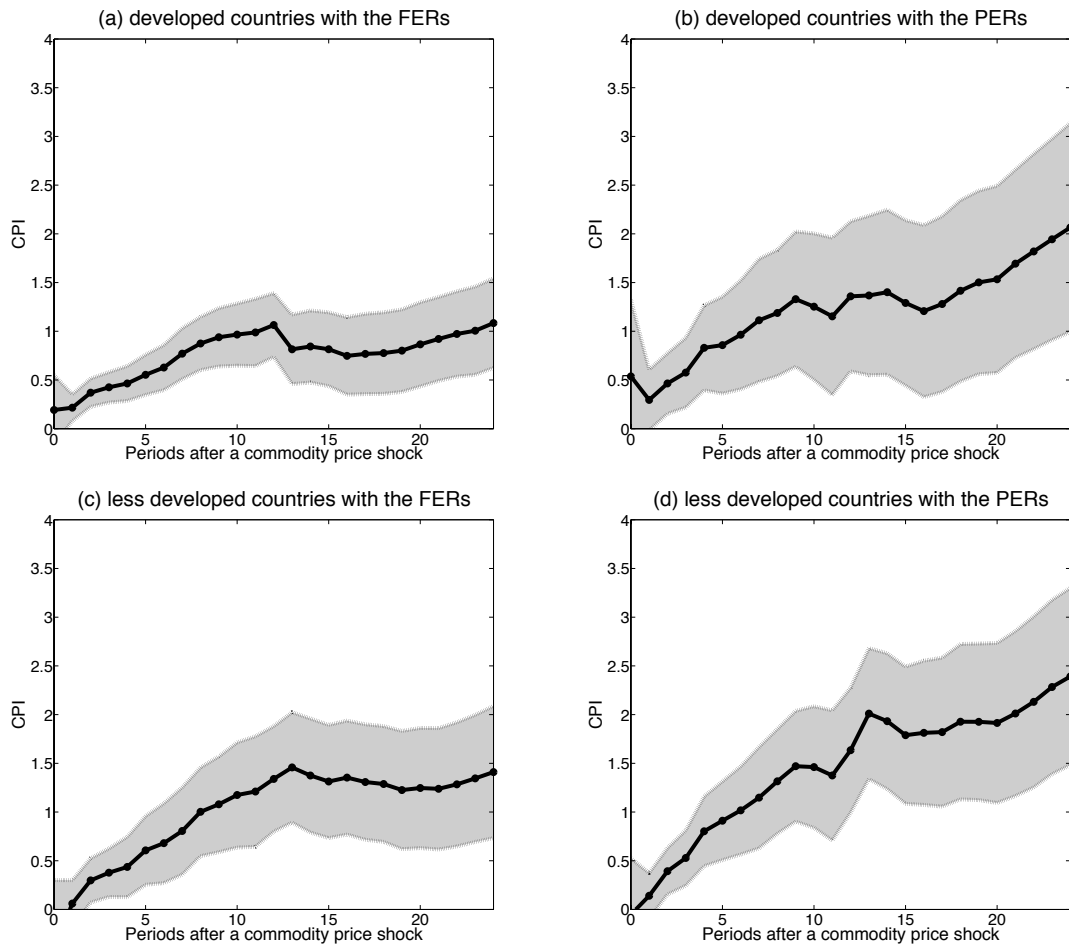 (a) developed countries with the FERs
4
3.5
3
2.5
2
1.5
1
0.5
0
CPI
0 5 10 15 20
Periods after a commodity price shock
(b) developed countries with the PERs
4
3.5
3
2.5
2
1.5
1
0.5
0
CPI
0 5 10 15 20
Periods after a commodity price shock
(c) less developed countries with the FERs
4
3.5
3
2.5
2
1.5
1
0.5
0
CPI
0 5 10 15 20
Periods after a commodity price shock
(d) less developed countries with the PERs
4
3.5
3
2.5
2
1.5
1
0.5
0
CPI
0 5 10 15 20
Periods after a commodity price shock